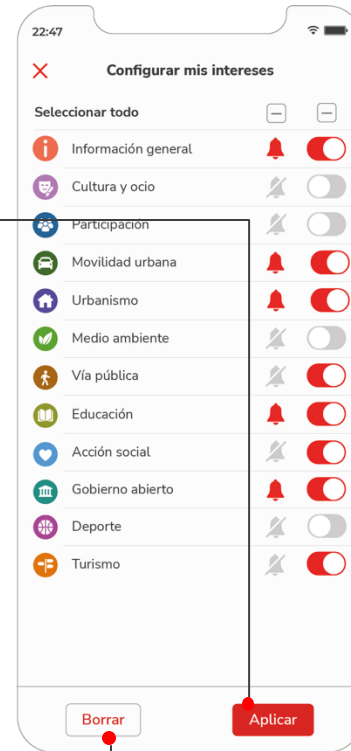 22:47
Configurar mis intereses
Seleccionar todo
Información general
Cultura y ocio
Participación
Movilidad urbana
Urbanismo
Medio ambiente
Vía pública
Educación
Acción social
Gobierno abierto
Deporte
Turismo
Borrar Aplicar